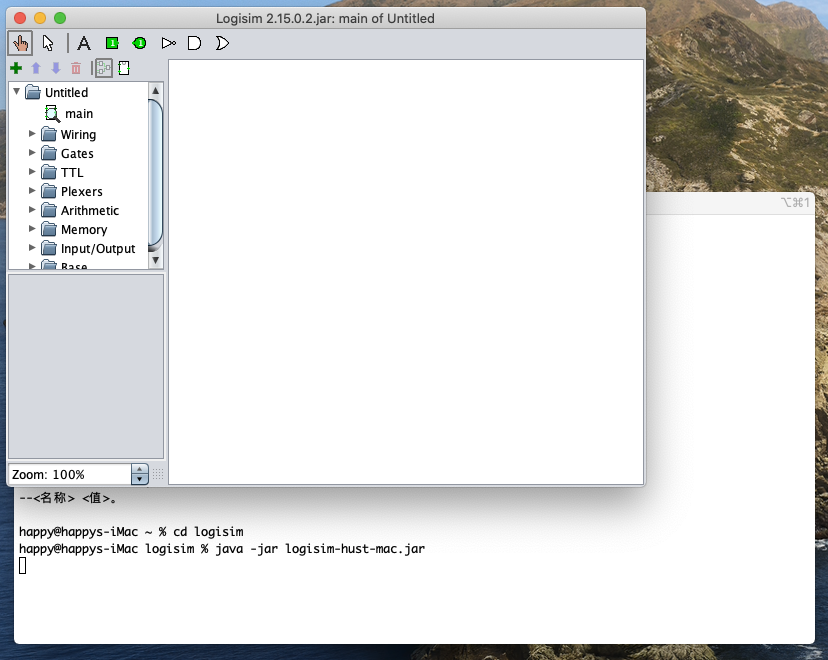 Logisim 2.15.0.2.jar: main of Untitled
A 1 1
Untitled
main
Wiring
Gates
TTL
Plexers
Arithmetic
Memory
Input/Output
Base
Zoom: 100%
⌥⌘1
--<名称> <值>。
happy@happys-iMac ~ % cd logisim
happy@happys-iMac logisim % java -jar logisim-hust-mac.jar